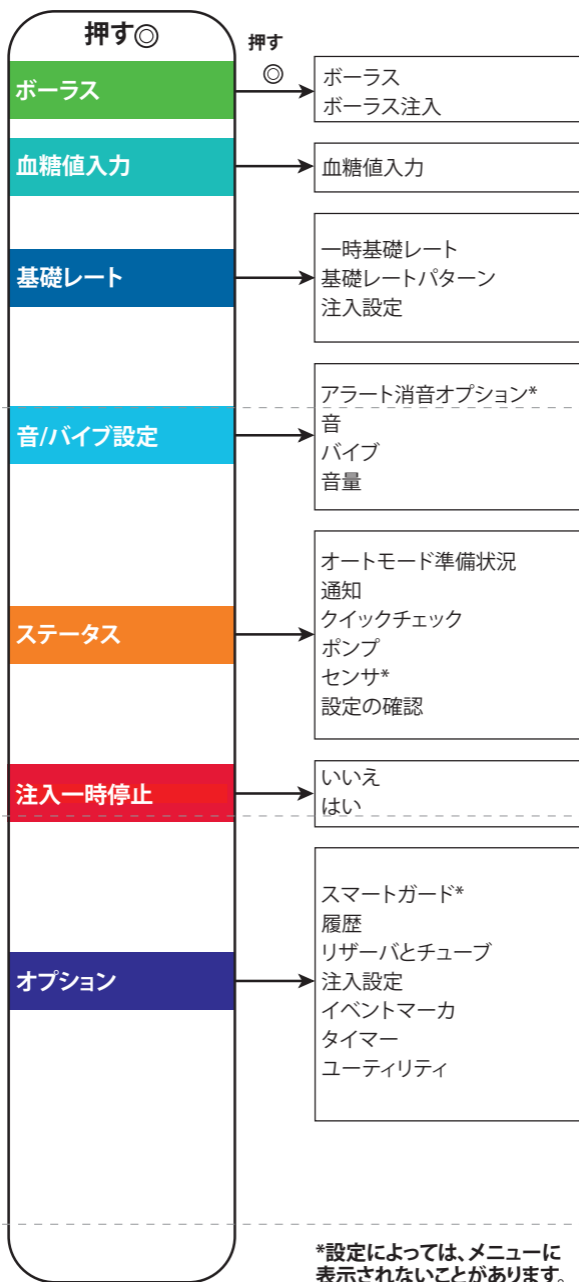 押す◎
押す
◎
ボーラス
ボーラス
ボーラス注入
血糖値入力
血糖値入力
基礎レート
一時基礎レート
基礎レートパターン
注入設定
音/バイブ設定
アラート消音オプション*
音
バイブ
音量
ステータス
オートモード準備状況
通知
クイックチェック
ポンプ
センサ*
設定の確認
注入一時停止
いいえ
はい
オプション
スマートガード*
履歴
リザーバとチューブ
注入設定
イベントマーカ
タイマー
ユーティリティ
*設定によっては、メニューに
表示されないことがあります。